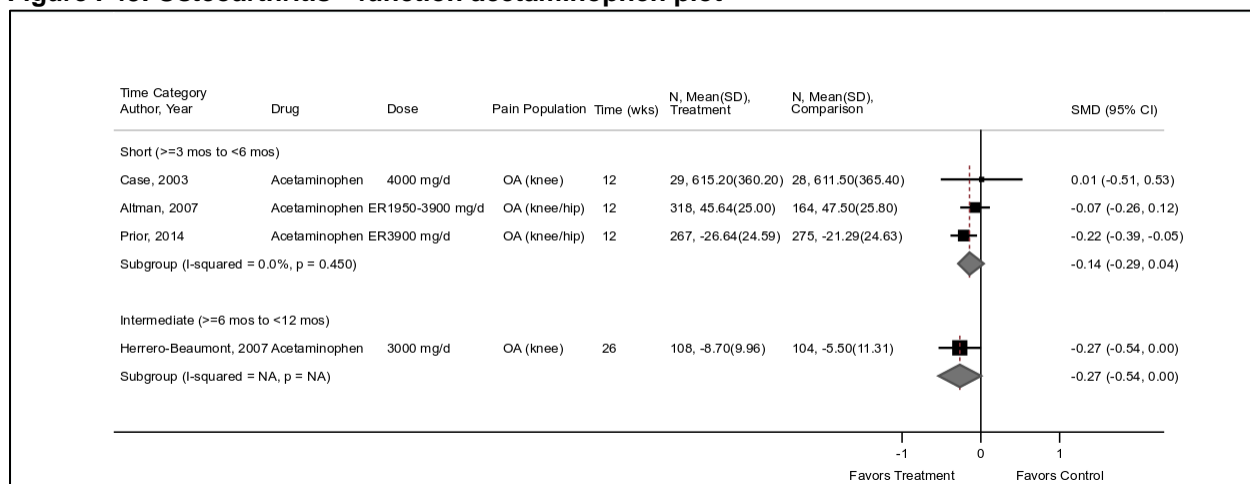 Time Category
Author, Year Drug Dose Pain Population Time (wks) N, Mean(SD), Treatment N, Mean(SD), Comparison SMD (95% CI)
Short (>=3 mos to <6 mos)
Case, 2003 Acetaminophen 4000 mg/d OA (knee) 12 29, 615.20(360.20) 28, 611.50(365.40) 0.01 (-0.51, 0.53)
Altman, 2007 Acetaminophen ER1950-3900 mg/d OA (knee/hip) 12 318, 45.64(25.00) 164, 47.50(25.80) -0.07 (-0.26, 0.12)
Prior, 2014 Acetaminophen ER3900 mg/d OA (knee/hip) 12 267, -26.64(24.59) 275, -21.29(24.63) -0.22 (-0.39, -0.05)
Subgroup (I-squared = 0.0%, p = 0.450) -0.14 (-0.29, 0.04)
Intermediate (>=6 mos to <12 mos)
Herrero-Beaumont, 2007 Acetaminophen 3000 mg/d OA (knee) 26 108, -8.70(9.96) 104, -5.50(11.31) -0.27 (-0.54, 0.00)
Subgroup (I-squared = NA, p = NA) -0.27 (-0.54, 0.00)
-1 0 1
Favors Treatment Favors Control